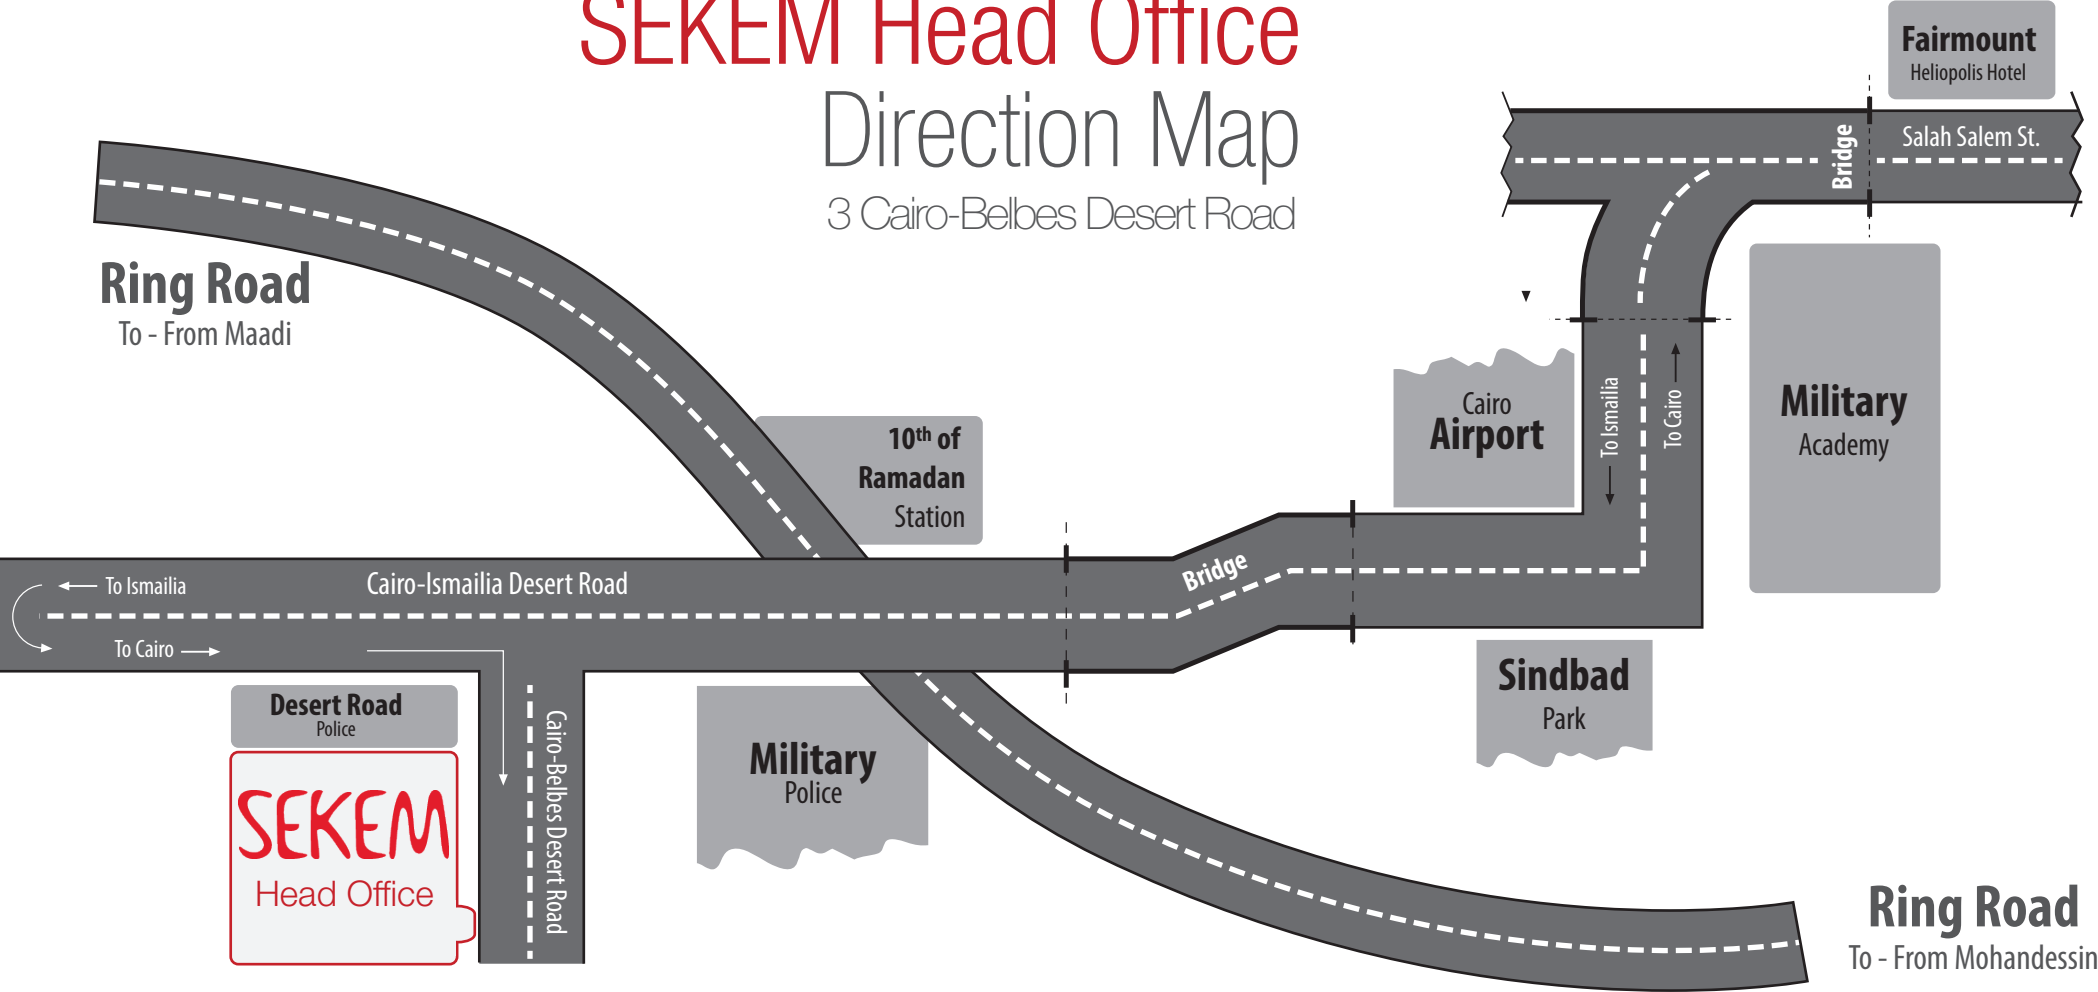 SEKEM Head Office
Direction Map
3 Cairo-Belbes Desert Road
Fairmount
Heliopolis Hotel
Bridge
Salah Salem St.
Ring Road
To - From Maadi
Cairo
Airport
To Ismailia
To Cairo
Military
Academy
10th of
Ramadan
Station
Bridge
To Ismailia
Cairo-Ismailia Desert Road
To Cairo
Desert Road
Police
SEKEM
Head Office
Cairo-Belbes Desert Road
Military
Police
Sindbad
Park
Ring Road
To - From Mohandessin